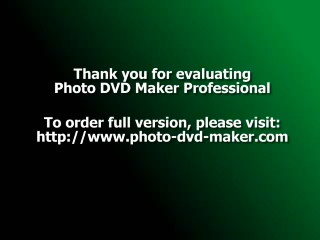 Thank you for evaluating
Photo DVD Maker Professional
To order full version, please visit:
http://www.photo-dvd-maker.com